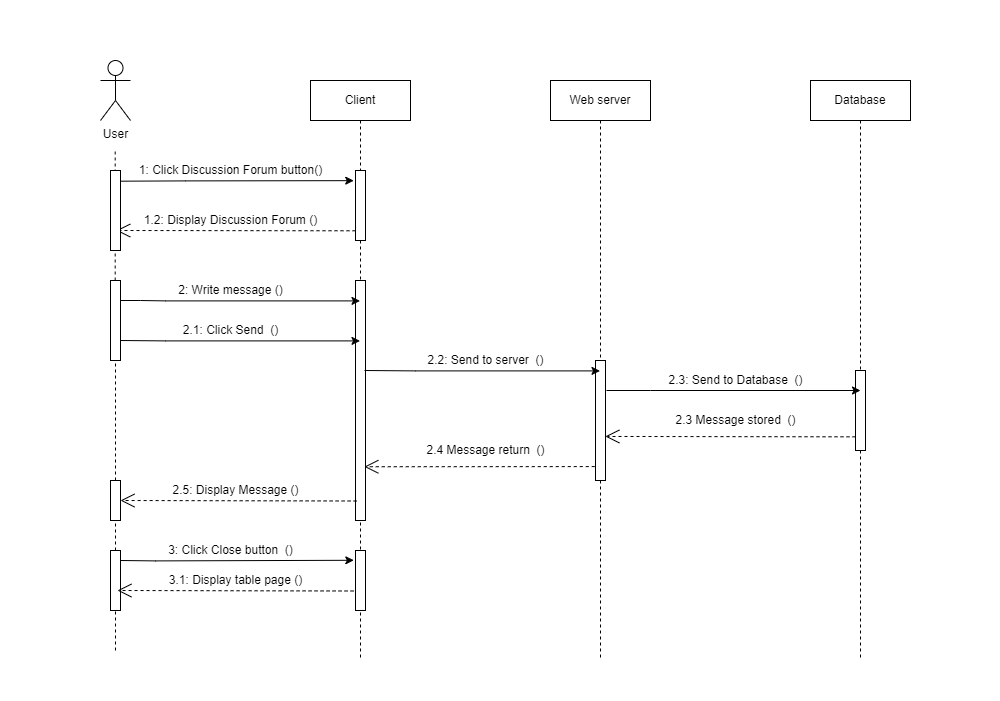 User
Client
Web server
Database
1: Click Discussion Forum button()
1.2: Display Discussion Forum ()
2: Write message ()
2.1: Click Send ()
2.2: Send to server ()
2.3: Send to Database ()
2.3 Message stored ()
2.4 Message return ()
2.5: Display Message ()
3: Click Close button ()
3.1: Display table page ()